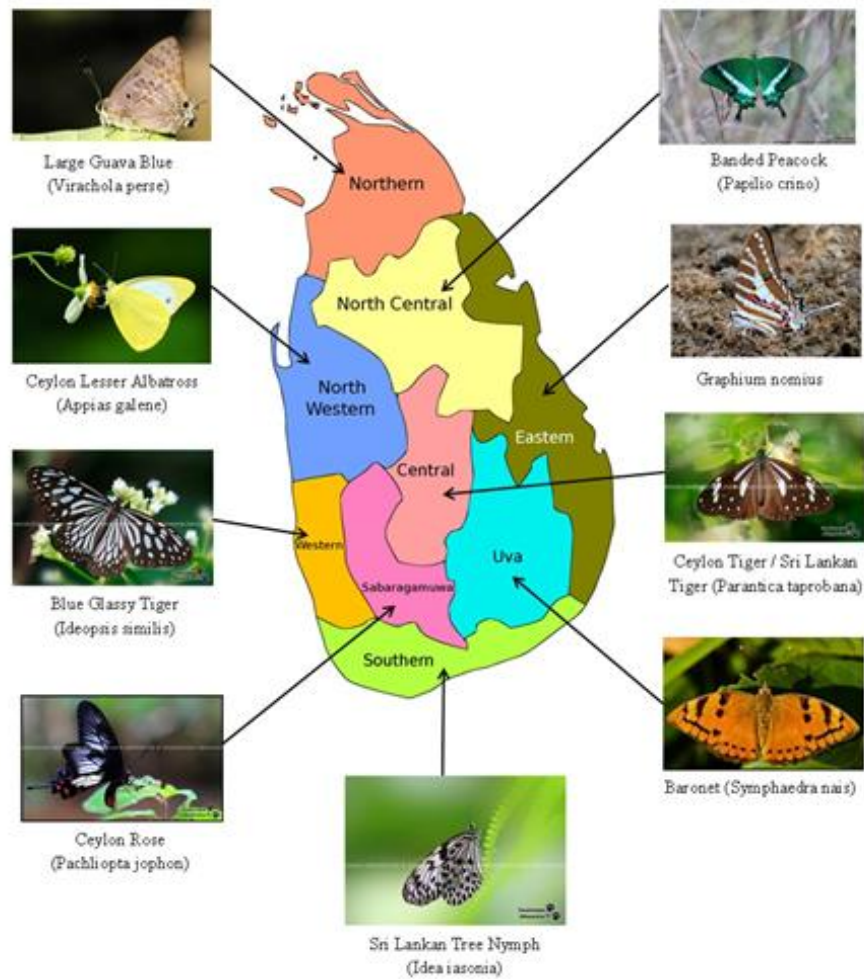 Large Guava Blue
(Virachola perse)
Banded Peacock
(Papilio crino)
Northern
North Central
Ceylon Lesser Albatross
(Appias galene)
Graphium nomius
North
Western
Eastern
Central
Western
Uva
Ceylon Tiger / Sri Lankan
Tiger (Parantica taprobana)
Blue Glassy Tiger
(Ideopsis similis)
Sabaragamuwa
Southern
Baronet (Symphaedra nais)
Ceylon Rose
(Pachliopta jophon)
Sri Lankan Tree Nymph
(Idea iasonia)